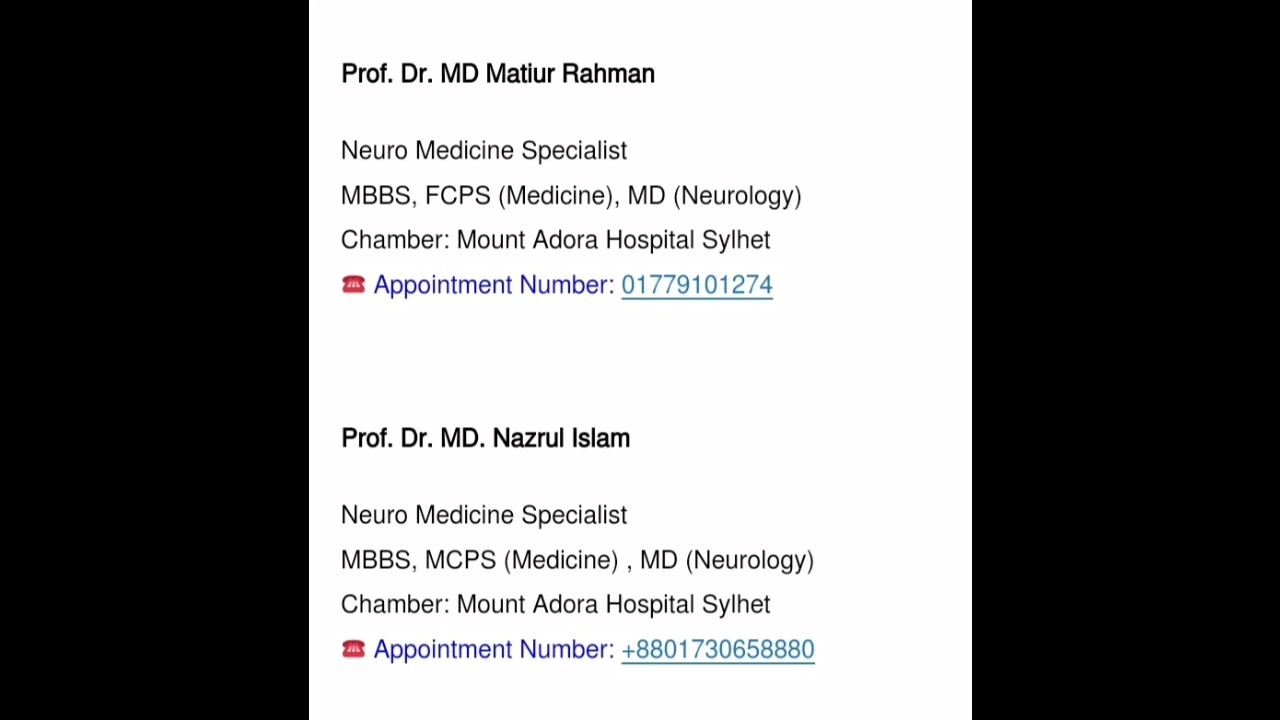 Prof. Dr. MD Matiur Rahman
Neuro Medicine Specialist
MBBS, FCPS (Medicine), MD (Neurology)
Chamber: Mount Adora Hospital Sylhet
☎ Appointment Number: 01779101274
Prof. Dr. MD. Nazrul Islam
Neuro Medicine Specialist
MBBS, MCPS (Medicine) , MD (Neurology)
Chamber: Mount Adora Hospital Sylhet
☎ Appointment Number: +8801730658880